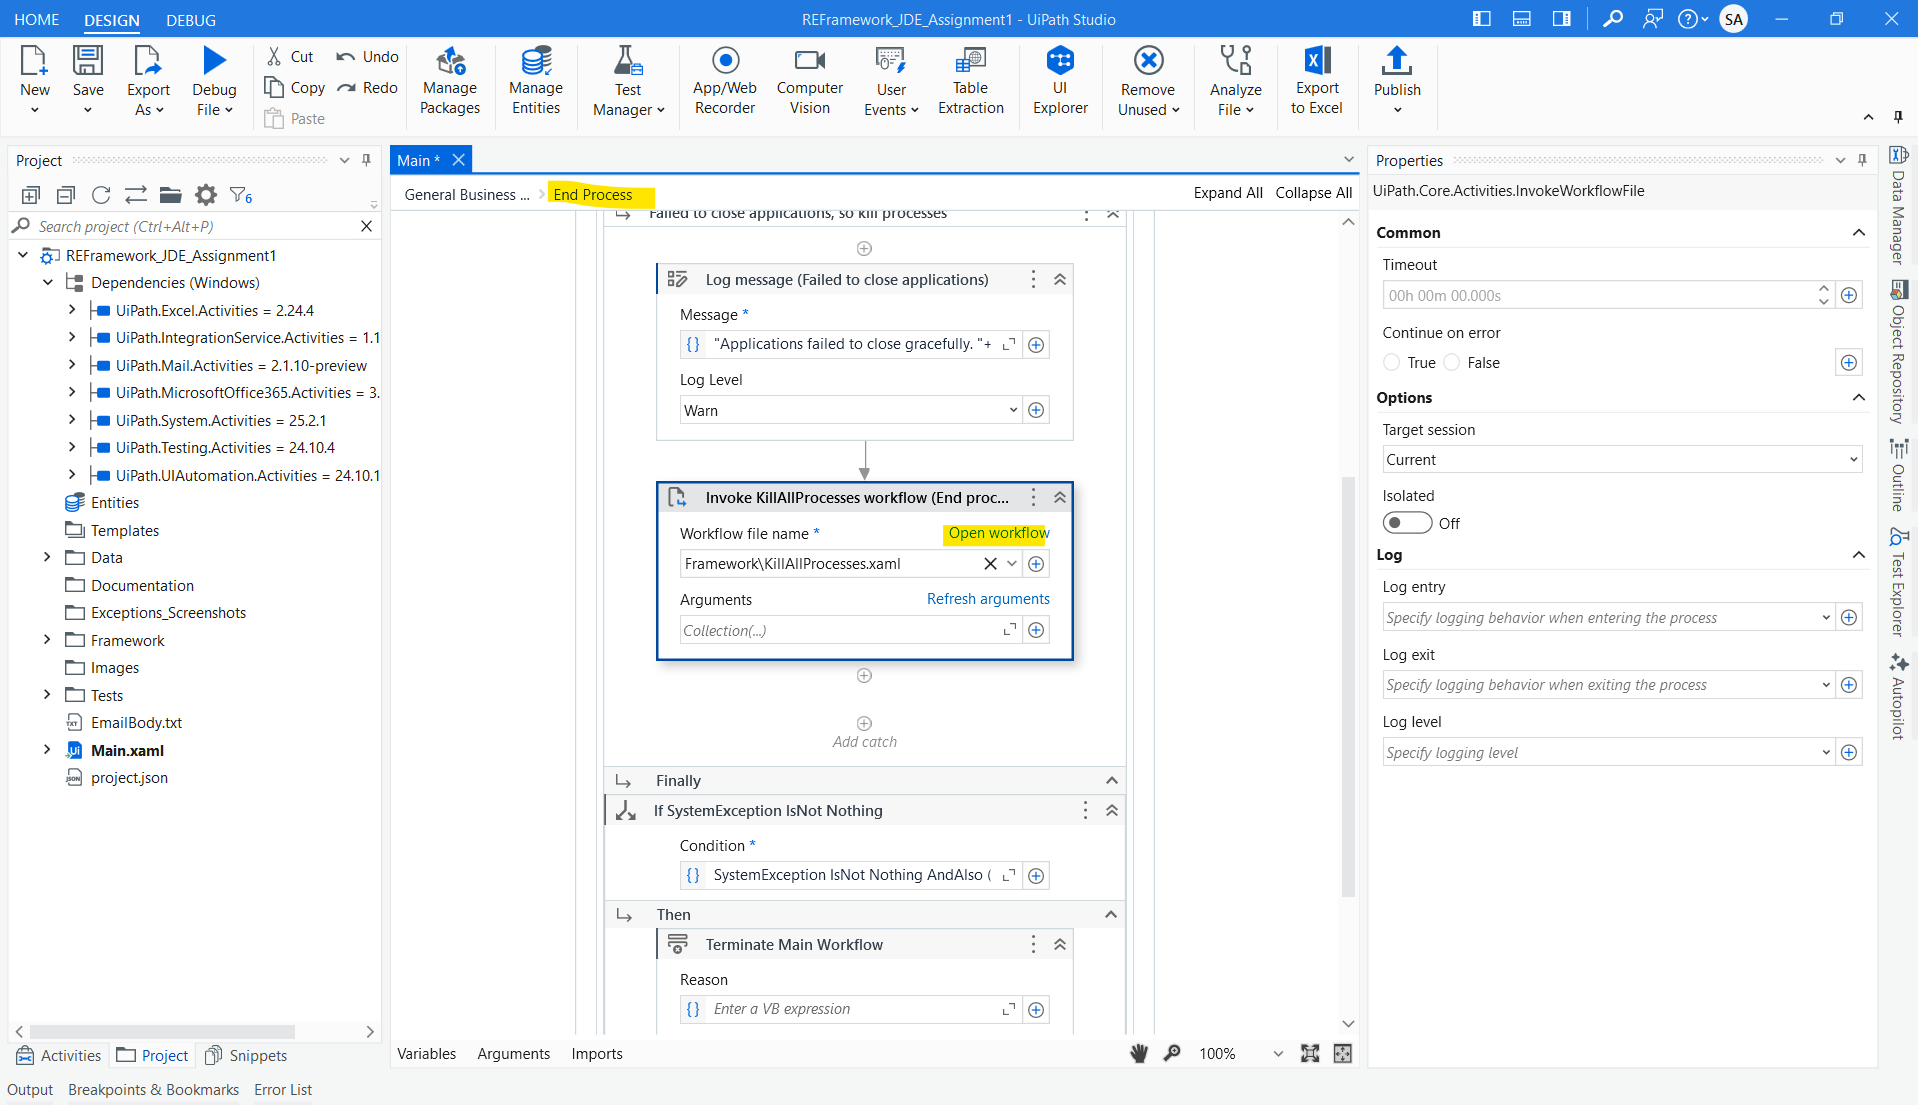 HOME DESIGN DEBUG
REFramework_JDE_Assignment1 - UiPath Studio
SA
New
Save
Export As
Debug File
Cut
Copy
Paste
Undo
Redo
Manage Packages
Manage Entities
Test Manager
App/Web Recorder
Computer Vision
User Events
Table Extraction
UI Explorer
Remove Unused
Analyze File
Export to Excel
Publish
Project
6
Search project (Ctrl+Alt+P)
REFramework_JDE_Assignment1
Dependencies (Windows)
UiPath.Excel.Activities = 2.24.4
UiPath.IntegrationService.Activities = 1.1
UiPath.Mail.Activities = 2.1.10-preview
UiPath.MicrosoftOffice365.Activities = 3.
UiPath.System.Activities = 25.2.1
UiPath.Testing.Activities = 24.10.4
UiPath.UIAutomation.Activities = 24.10.1
Entities
Templates
Data
Documentation
Exceptions_Screenshots
Framework
Images
Tests
TXT EmailBody.txt
Ui Main.xaml
JSON project.json
Activities Project Snippets
Output Breakpoints & Bookmarks Error List
Main *
General Business ... End Process
Expand All Collapse All
Failed to close applications, so kill processes
Log message (Failed to close applications)
Message *
{} "Applications failed to close gracefully. "+
Log Level
Warn
Invoke KillAllProcesses workflow (End proc...
Workflow file name * Open workflow
Framework\KillAllProcesses.xaml
Arguments Refresh arguments
Collection(...)
Add catch
Finally
If SystemException IsNot Nothing
Condition *
{} SystemException IsNot Nothing AndAlso (
Then
Terminate Main Workflow
Reason
{} Enter a VB expression
Variables Arguments Imports
100%
Properties
UiPath.Core.Activities.InvokeWorkflowFile
Common
Timeout
00h 00m 00.000s
Continue on error
True False
Options
Target session
Current
Isolated
Off
Log
Log entry
Specify logging behavior when entering the process
Log exit
Specify logging behavior when exiting the process
Log level
Specify logging level
Data Manager
Object Repository
Outline
Test Explorer
Autopilot